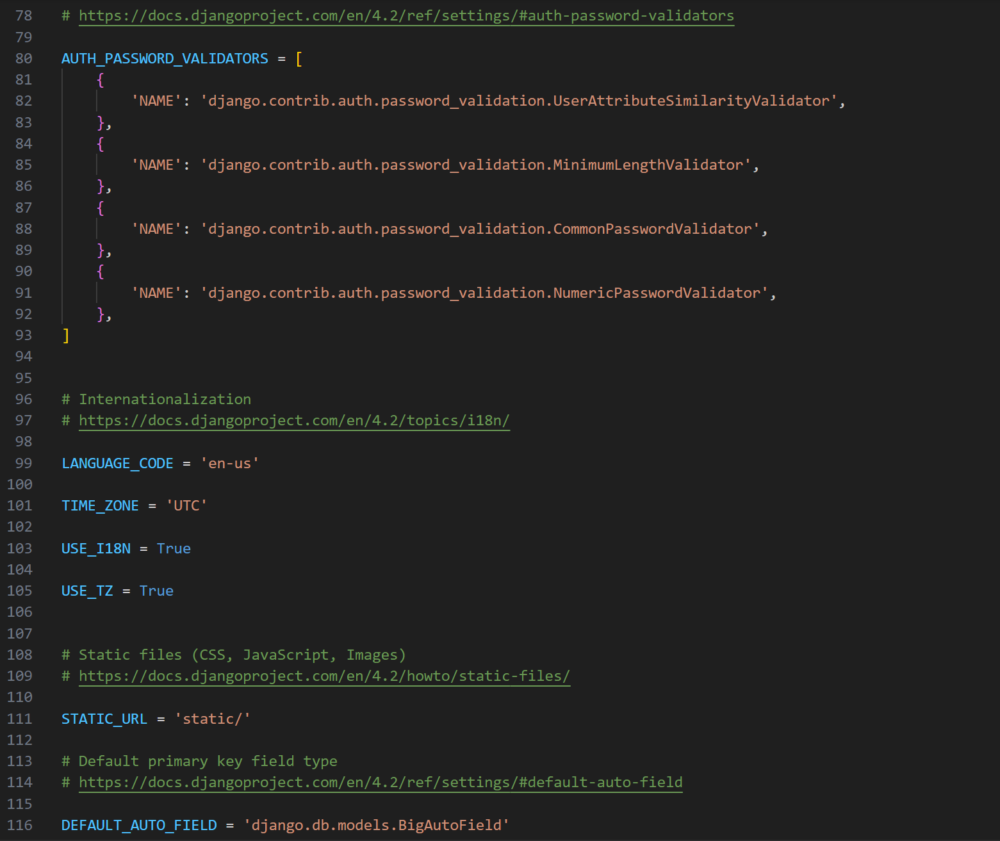 78 # https://docs.djangoproject.com/en/4.2/ref/settings/#auth-password-validators
79
80 AUTH_PASSWORD_VALIDATORS = [
81     {
82         'NAME': 'django.contrib.auth.password_validation.UserAttributeSimilarityValidator',
83     },
84     {
85         'NAME': 'django.contrib.auth.password_validation.MinimumLengthValidator',
86     },
87     {
88         'NAME': 'django.contrib.auth.password_validation.CommonPasswordValidator',
89     },
90     {
91         'NAME': 'django.contrib.auth.password_validation.NumericPasswordValidator',
92     },
93 ]
94
95
96 # Internationalization
97 # https://docs.djangoproject.com/en/4.2/topics/i18n/
98
99 LANGUAGE_CODE = 'en-us'
100
101 TIME_ZONE = 'UTC'
102
103 USE_I18N = True
104
105 USE_TZ = True
106
107
108 # Static files (CSS, JavaScript, Images)
109 # https://docs.djangoproject.com/en/4.2/howto/static-files/
110
111 STATIC_URL = 'static/'
112
113 # Default primary key field type
114 # https://docs.djangoproject.com/en/4.2/ref/settings/#default-auto-field
115
116 DEFAULT_AUTO_FIELD = 'django.db.models.BigAutoField'